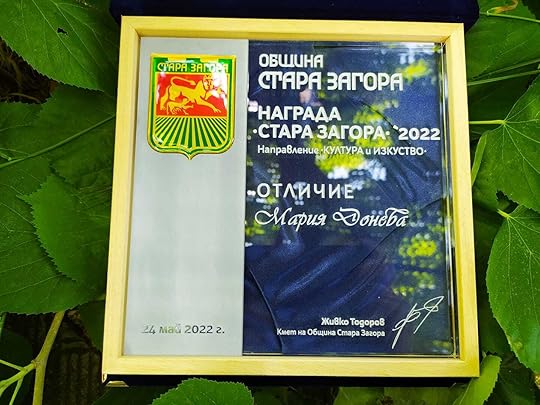 СТАРА ЗАГОРА
ОБЩИНА
СТАРА ЗАГОРА
НАГРАДА
·СТАРА ЗАГОРА· 2022
Направление ·КУЛТУРА и ИЗКУСТВО·
ОТЛИЧИЕ
Мария Донева
Живко Тодоров
Кмет на Община Стара Загора
24 май 2022 г.